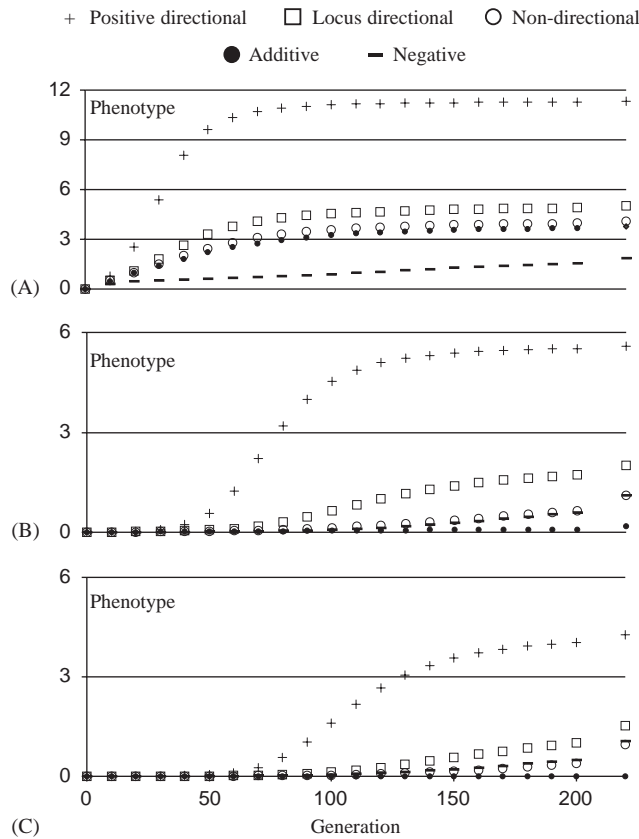 + Positive directional □ Locus directional ○ Non-directional
● Additive – Negative
12
Phenotype
9
6
3
(A) 0
6
Phenotype
3
(B) 0
6
Phenotype
3
0
0 50 100 150 200
(C) Generation